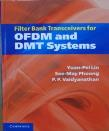 Filter Bank Transceivers for
OFDM and
DMT Systems
Yuan-Pei Lin
See-May Phoong
P. P. Vaidyanathan
CAMBRIDGE